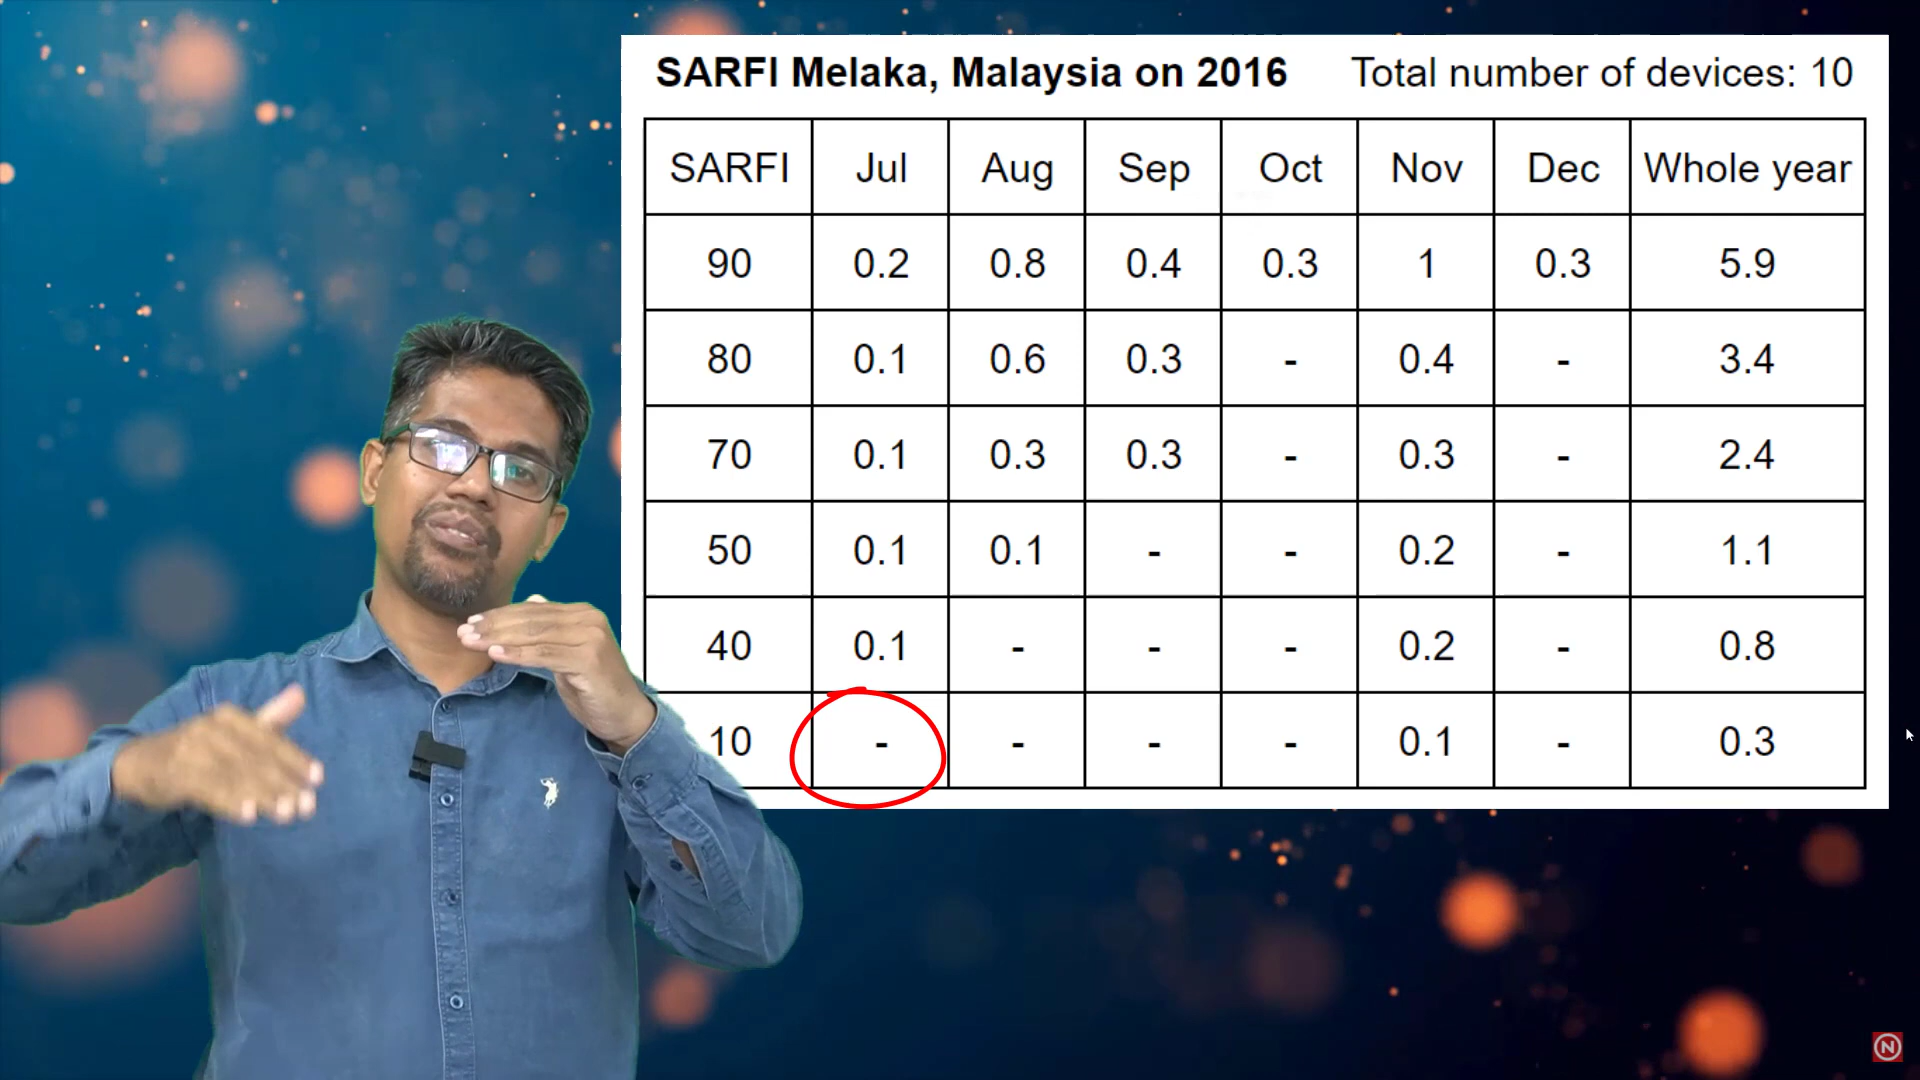 SARFI Melaka, Malaysia on 2016 Total number of devices: 10
SARFI Jul Aug Sep Oct Nov Dec Whole year
90 0.2 0.8 0.4 0.3 1 0.3 5.9
80 0.1 0.6 0.3 - 0.4 - 3.4
70 0.1 0.3 0.3 - 0.3 - 2.4
50 0.1 0.1 - - 0.2 - 1.1
40 0.1 - - - 0.2 - 0.8
10 - - - - 0.1 - 0.3
N